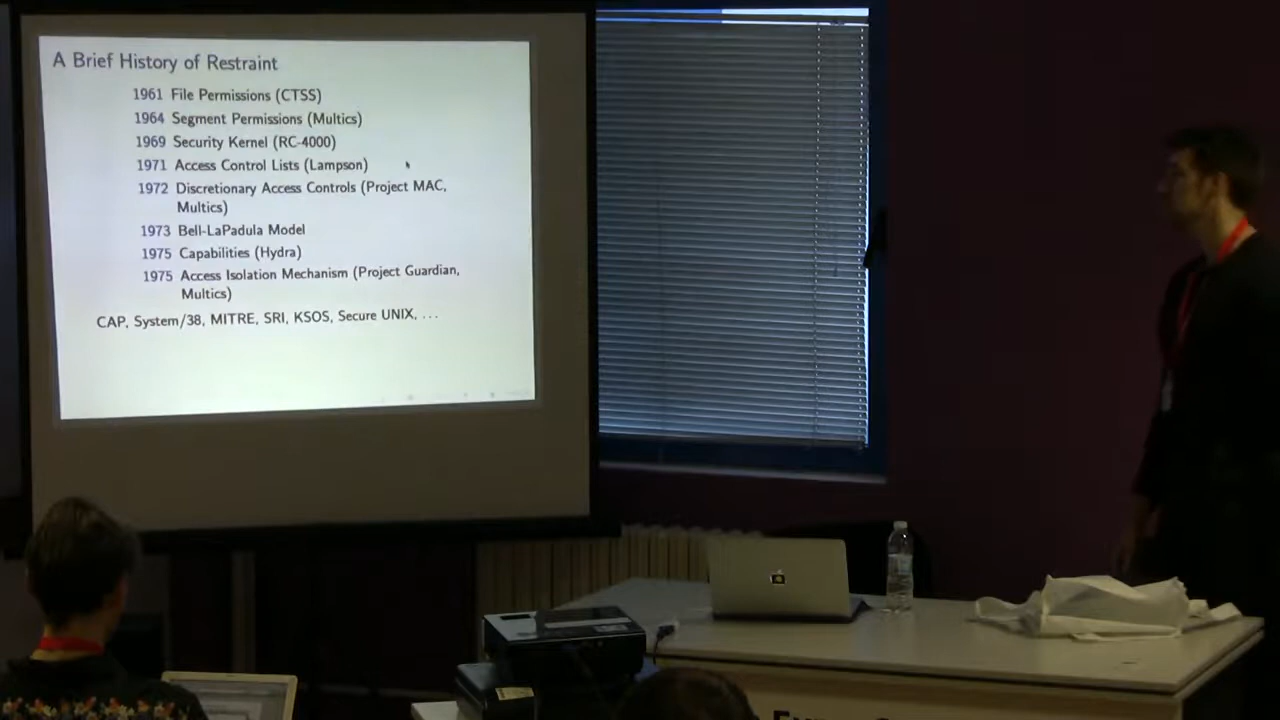 A Brief History of Restraint
1961 File Permissions (CTSS)
1964 Segment Permissions (Multics)
1969 Security Kernel (RC-4000)
1971 Access Control Lists (Lampson)
1972 Discretionary Access Controls (Project MAC,
Multics)
1973 Bell-LaPadula Model
1975 Capabilities (Hydra)
1975 Access Isolation Mechanism (Project Guardian,
Multics)
CAP, System/38, MITRE, SRI, KSOS, Secure UNIX, ...